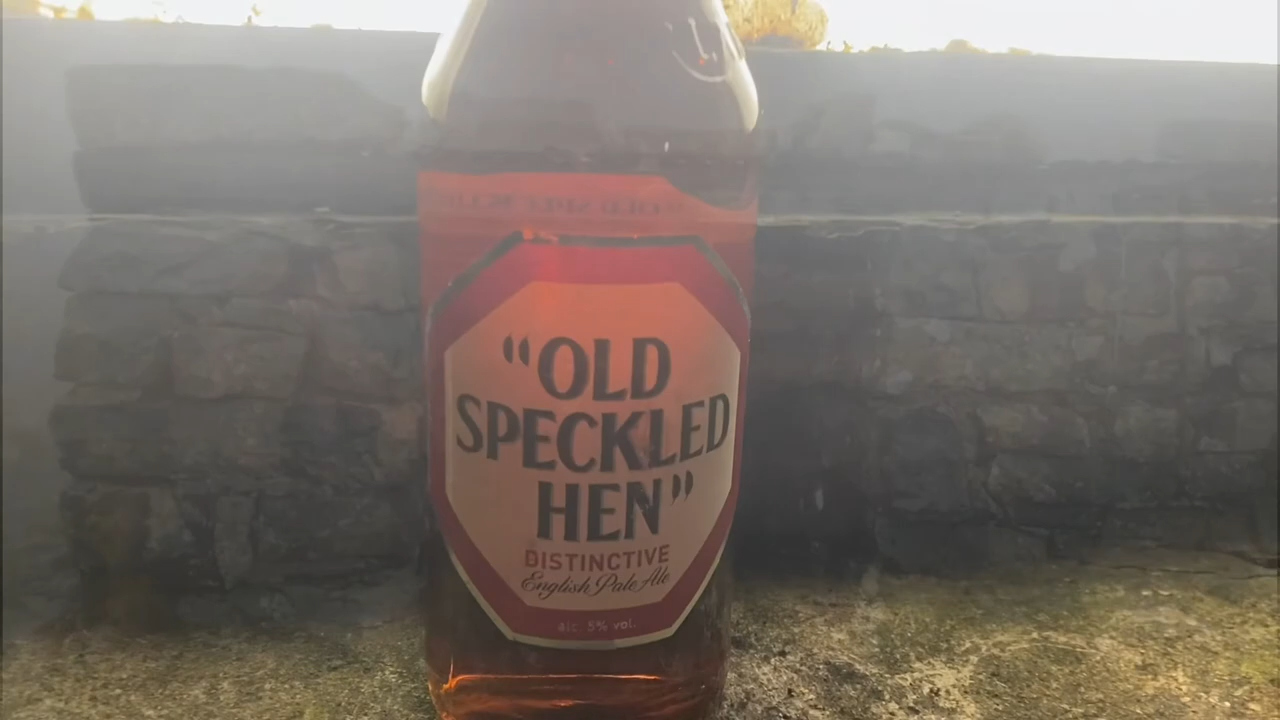 “OLD
SPECKLED
HEN”
DISTINCTIVE
English Pale Ale
alc 5% vol.